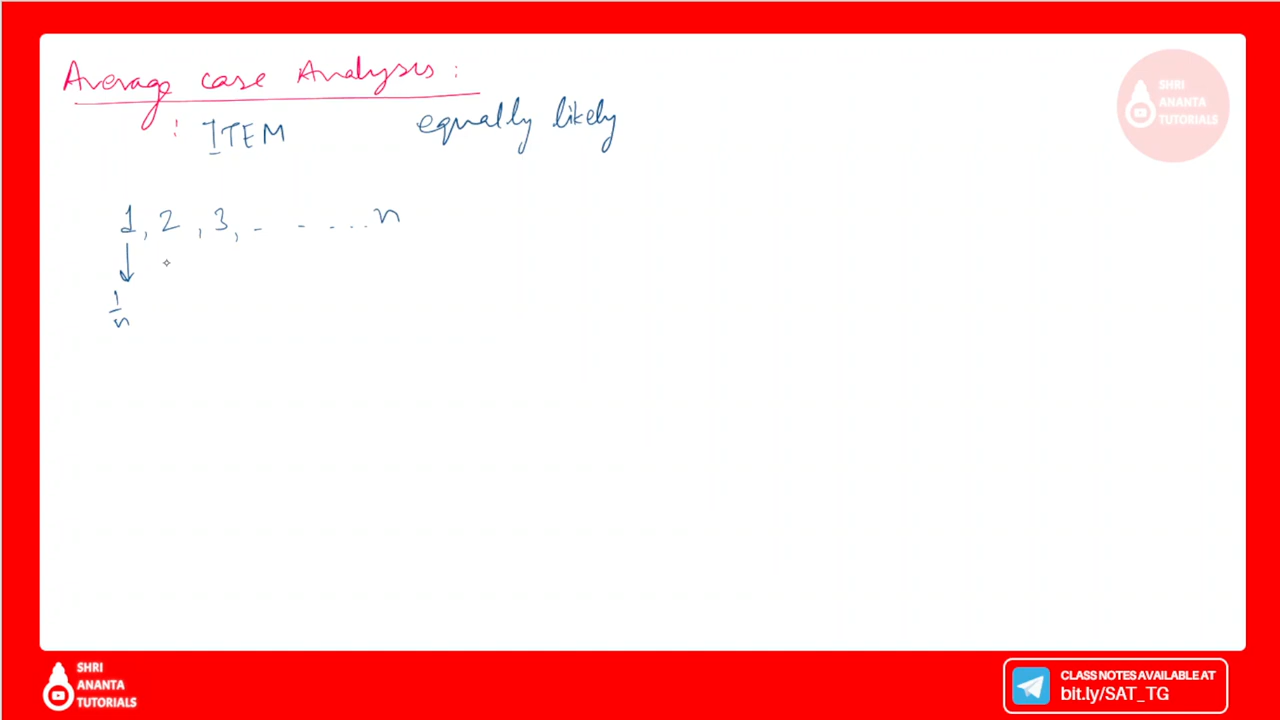 Average case Analysis :
: ITEM equally likely
1, 2, 3, - - - . . . n
↓
1/n
SHRI
ANANTA
TUTORIALS
SHRI
ANANTA
TUTORIALS
CLASS NOTES AVAILABLE AT
bit.ly/SAT_TG